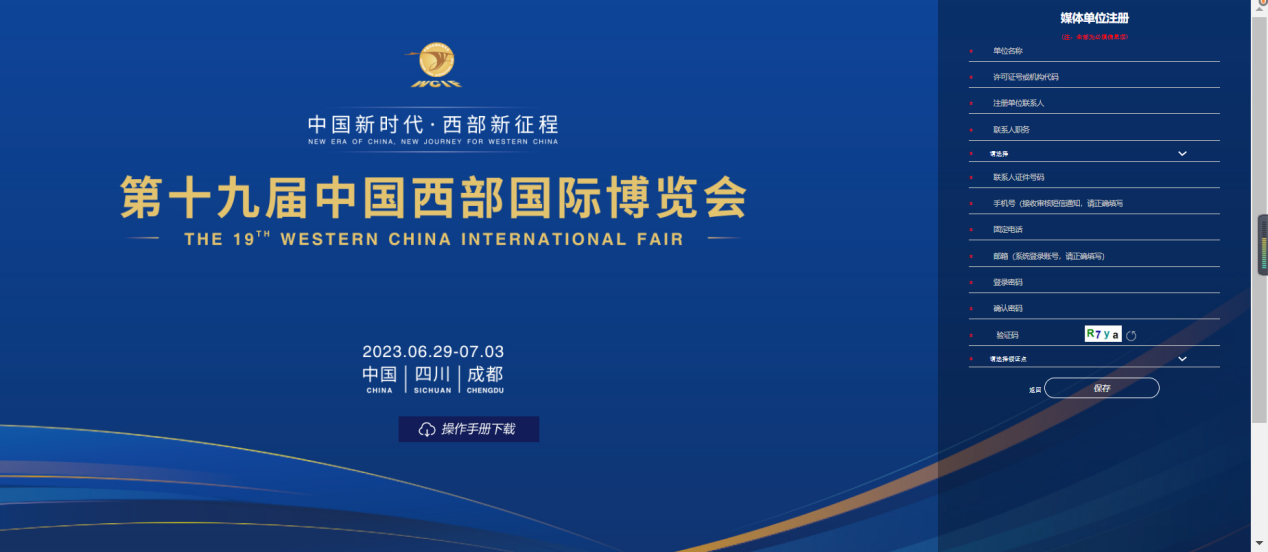 WCIF
中国新时代·西部新征程
NEW ERA OF CHINA, NEW JOURNEY FOR WESTERN CHINA
第十九届中国西部国际博览会
THE 19TH WESTERN CHINA INTERNATIONAL FAIR
2023.06.29-07.03
中国 | 四川 | 成都
CHINA SICHUAN CHENGDU
操作手册下载
媒体单位注册
单位名称
许可证号或机构代码
注册单位联系人
联系人职务
请选择
联系人证件号码
手机号（接收审核短信通知，请正确填写
固定电话
邮箱（系统登录账号，请正确填写）
登录密码
确认密码
验证码 R7ya
请选择领证点
返回 保存